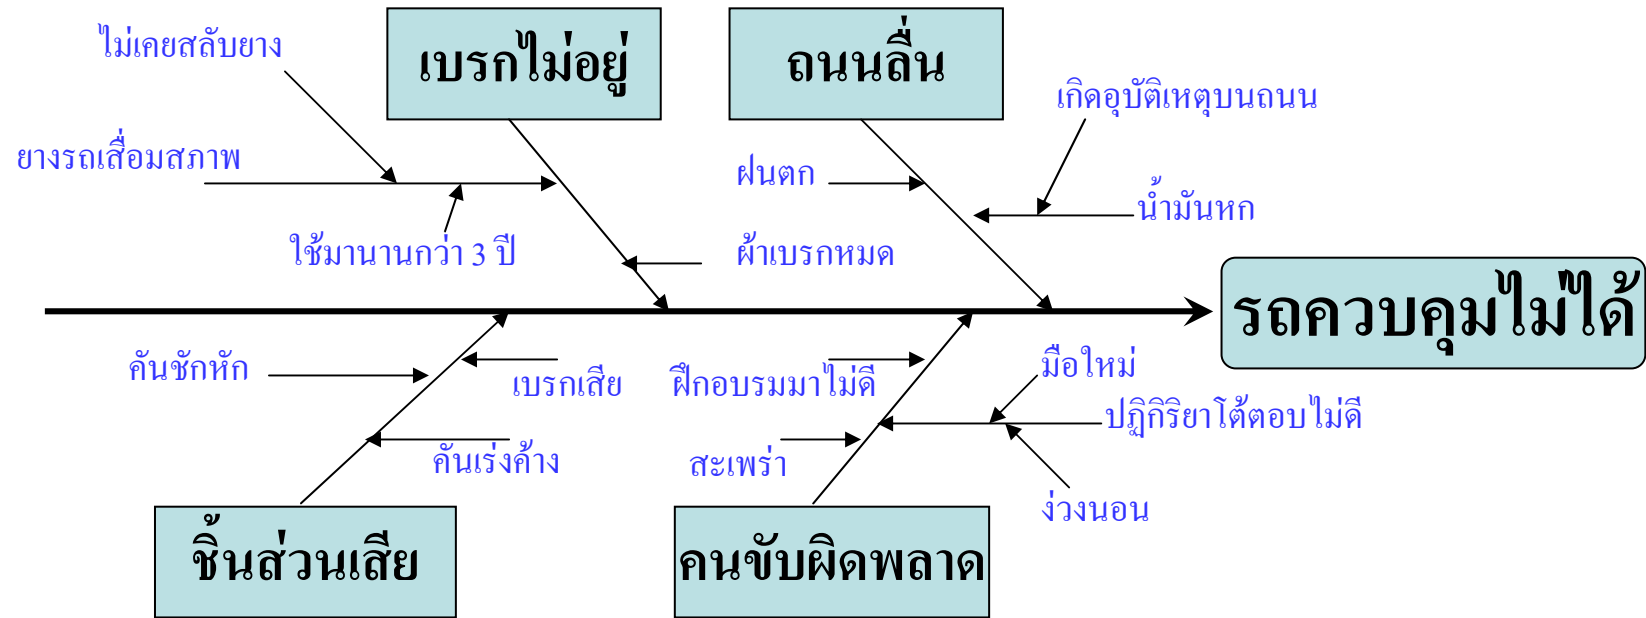 ไม่เคยสลับยาง
เบรกไม่อยู่
ถนนลื่น
เกิดอุบัติเหตุบนถนน
ยางรถเสื่อมสภาพ
ฝนตก
น้ำมันหก
ใช้มานานกว่า 3 ปี
ผ้าเบรกหมด
รถควบคุมไม่ได้
คันชักหัก
เบรกเสีย
ฝึกอบรมมาไม่ดี
มือใหม่
ปฏิกิริยาโต้ตอบไม่ดี
คันเร่งค้าง
สะเพร่า
ง่วงนอน
ชิ้นส่วนเสีย
คนขับผิดพลาด